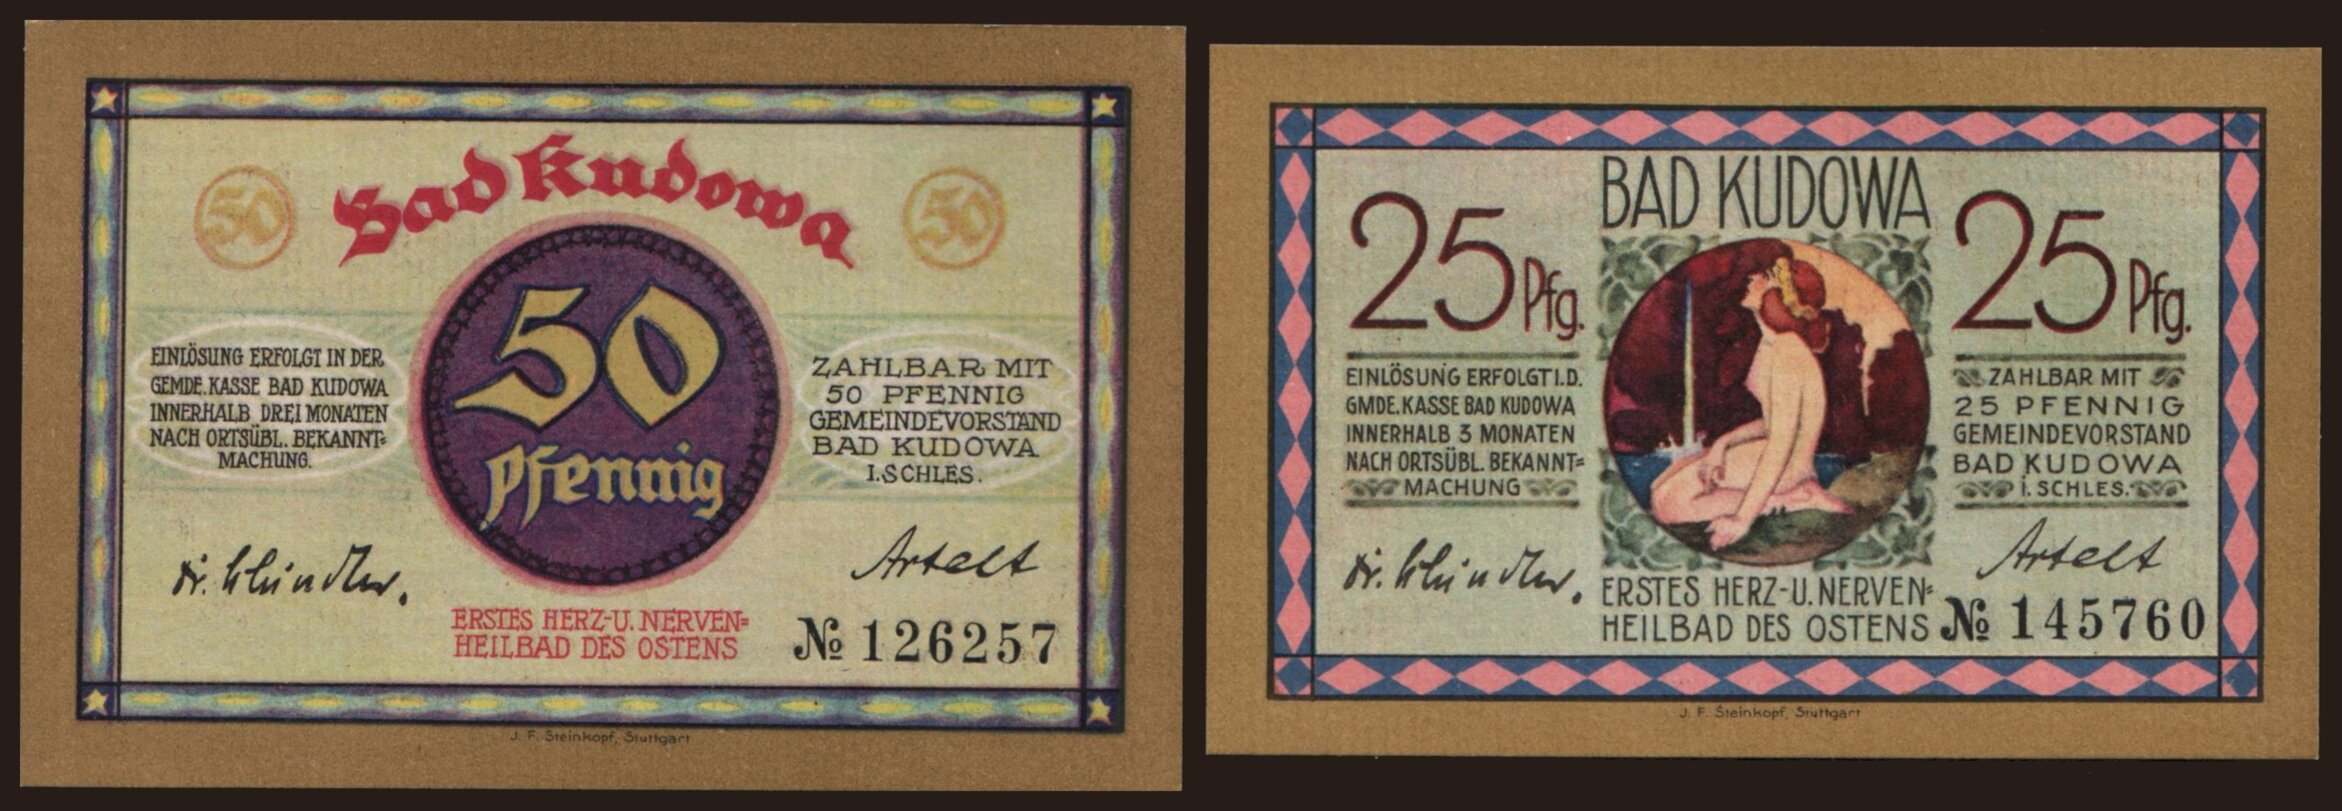 Bad Kudowa
50
50
50
Pfennig
EINLÖSUNG ERFOLGT IN DER
GEMDE. KASSE BAD KUDOWA
INNERHALB DREI MONATEN
NACH ORTSÜBL. BEKANNT=
MACHUNG.
ZAHLBAR MIT
50 PFENNIG
GEMEINDEVORSTAND
BAD KUDOWA
I. SCHLES.
Artelt
ERSTES HERZ-U. NERVEN=
HEILBAD DES OSTENS
№ 126257
J. F. Steinkopf, Stuttgart
BAD KUDOWA
25 Pfg.
25 Pfg.
EINLÖSUNG ERFOLGT I.D.
GMDE. KASSE BAD KUDOWA
INNERHALB 3 MONATEN
NACH ORTSÜBL. BEKANNT=
MACHUNG
ZAHLBAR MIT
25 PFENNIG
GEMEINDEVORSTAND
BAD KUDOWA
I. SCHLES.
Artelt
ERSTES HERZ-U. NERVEN=
HEILBAD DES OSTENS
№ 145760
J. F. Steinkopf, Stuttgart